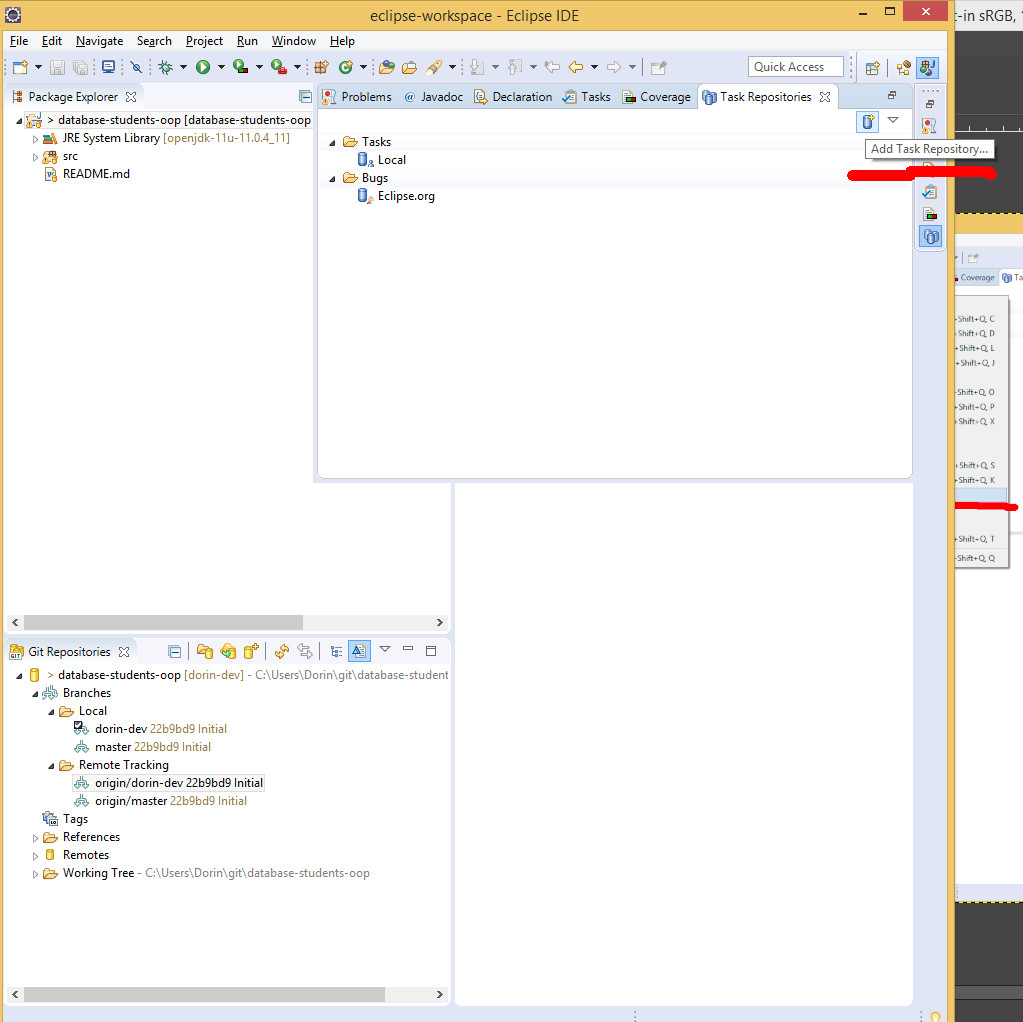 eclipse-workspace - Eclipse IDE
t-in sRGB,
File Edit Navigate Search Project Run Window Help
Quick Access
Package Explorer
Problems @ Javadoc Declaration Tasks Coverage Task Repositories
> database-students-oop [database-students-oop
JRE System Library [openjdk-11u-11.0.4_11]
src
README.md
Tasks
Local
Bugs
Eclipse.org
Add Task Repository...
Coverage Ta
+Shift+Q, C
+Shift+Q, D
+Shift+Q, L
+Shift+Q, J
+Shift+Q, O
+Shift+Q, P
+Shift+Q, X
+Shift+Q, S
+Shift+Q, K
+Shift+Q, T
+Shift+Q, Q
GIT Git Repositories
> database-students-oop [dorin-dev] - C:\Users\Dorin\git\database-student
Branches
Local
dorin-dev 22b9bd9 Initial
master 22b9bd9 Initial
Remote Tracking
origin/dorin-dev 22b9bd9 Initial
origin/master 22b9bd9 Initial
Tags
References
Remotes
Working Tree - C:\Users\Dorin\git\database-students-oop